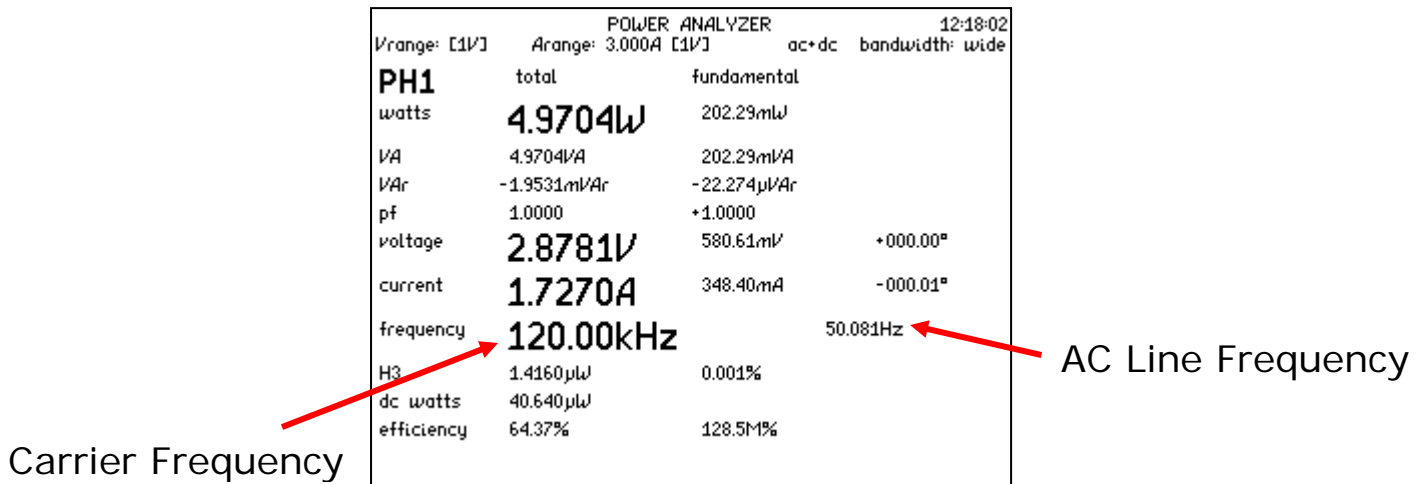 POWER ANALYZER 12:18:02
Vrange: [1V] Arange: 3.000A [1V] ac+dc bandwidth: wide
PH1 total fundamental
watts 4.9704W 202.29mW
VA 4.9704VA 202.29mVA
VAr -1.9531mVAr -22.274µVAr
pf 1.0000 +1.0000
voltage 2.8781V 580.61mV +000.00°
current 1.7270A 348.40mA -000.01°
frequency 120.00kHz 50.081Hz
AC Line Frequency
H3 1.4160µW 0.001%
dc watts 40.640µW
efficiency 64.37% 128.5M%
Carrier Frequency